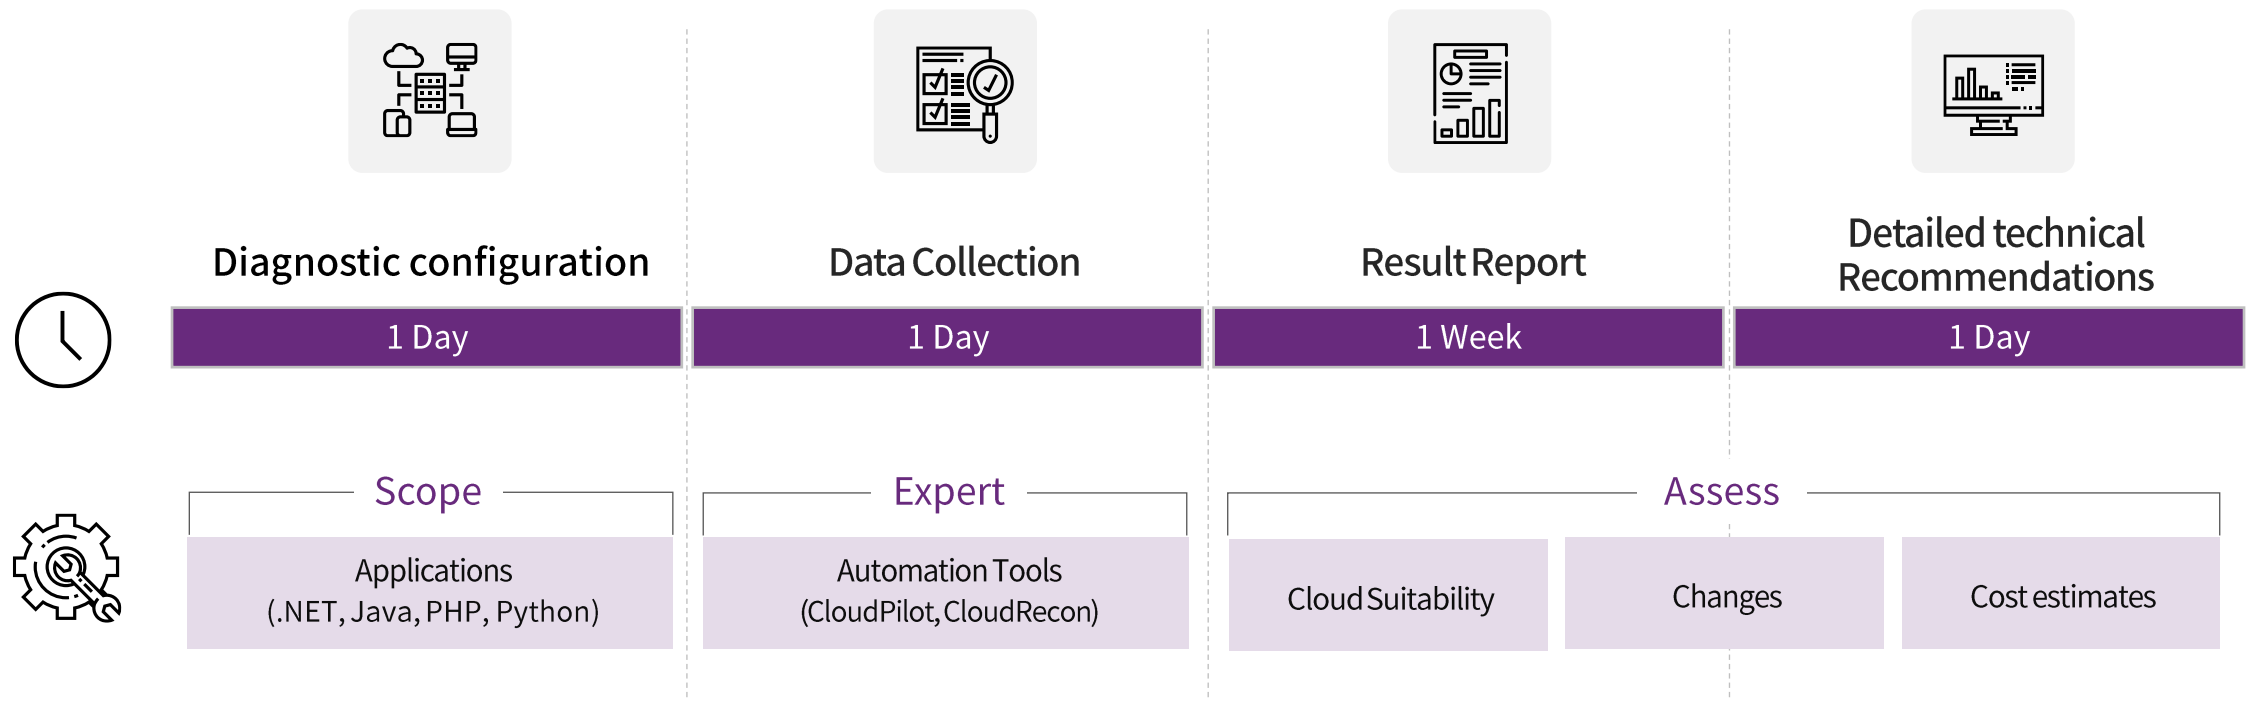 Diagnostic configuration
Data Collection
Result Report
Detailed technical
Recommendations
1 Day
1 Day
1 Week
1 Day
Scope
Expert
Assess
Applications
(.NET, Java, PHP, Python)
Automation Tools
(CloudPilot, CloudRecon)
Cloud Suitability
Changes
Cost estimates